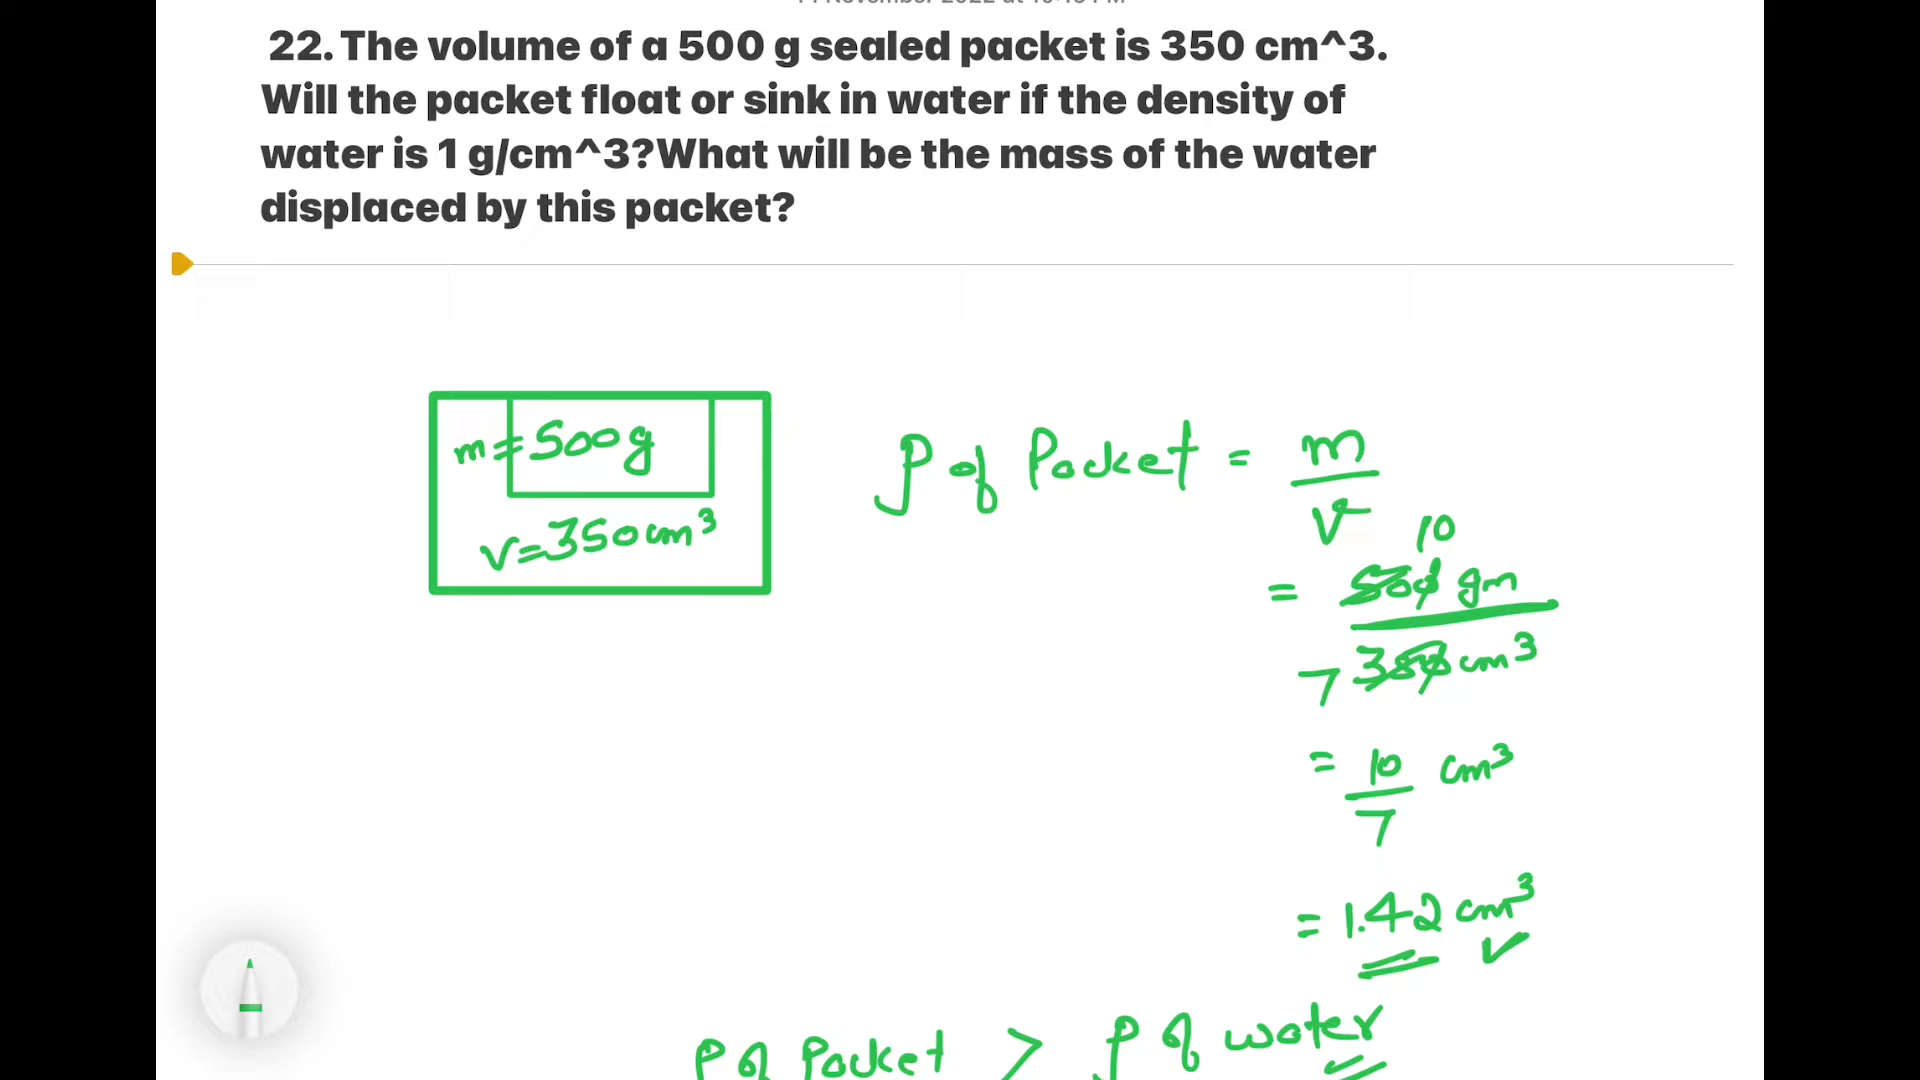 22. The volume of a 500 g sealed packet is 350 cm^3.
Will the packet float or sink in water if the density of
water is 1 g/cm^3?What will be the mass of the water
displaced by this packet?
m=500g
v=350cm³
ρ of Packet = m/v
10
= 500 gm
7 350 cm³
= 10/7 cm³
= 1.42 cm³
ρ of Packet > ρ of water